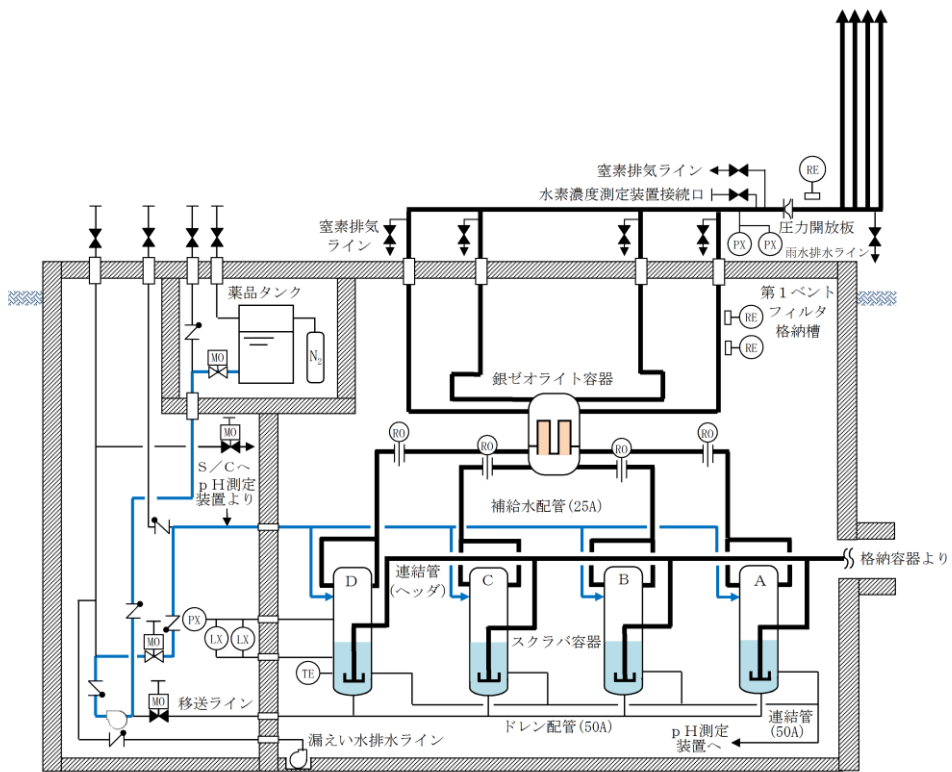 窒素排気ライン
RE
水素濃度測定装置接続口
窒素排気
ライン
圧力開放板
PX
PX
雨水排水ライン
薬品タンク
第1ベント
フィルタ
格納槽
RE
RE
N2
MO
銀ゼオライト容器
MO
RO
RO
RO
RO
S/Cへ
pH測定
装置より
補給水配管(25A)
格納容器より
連結管
(ヘッダ)
D
C
B
A
PX
LX
LX
スクラバ容器
MO
TE
MO
移送ライン
ドレン配管(50A)
連結管
(50A)
pH測定
装置へ
漏えい水排水ライン